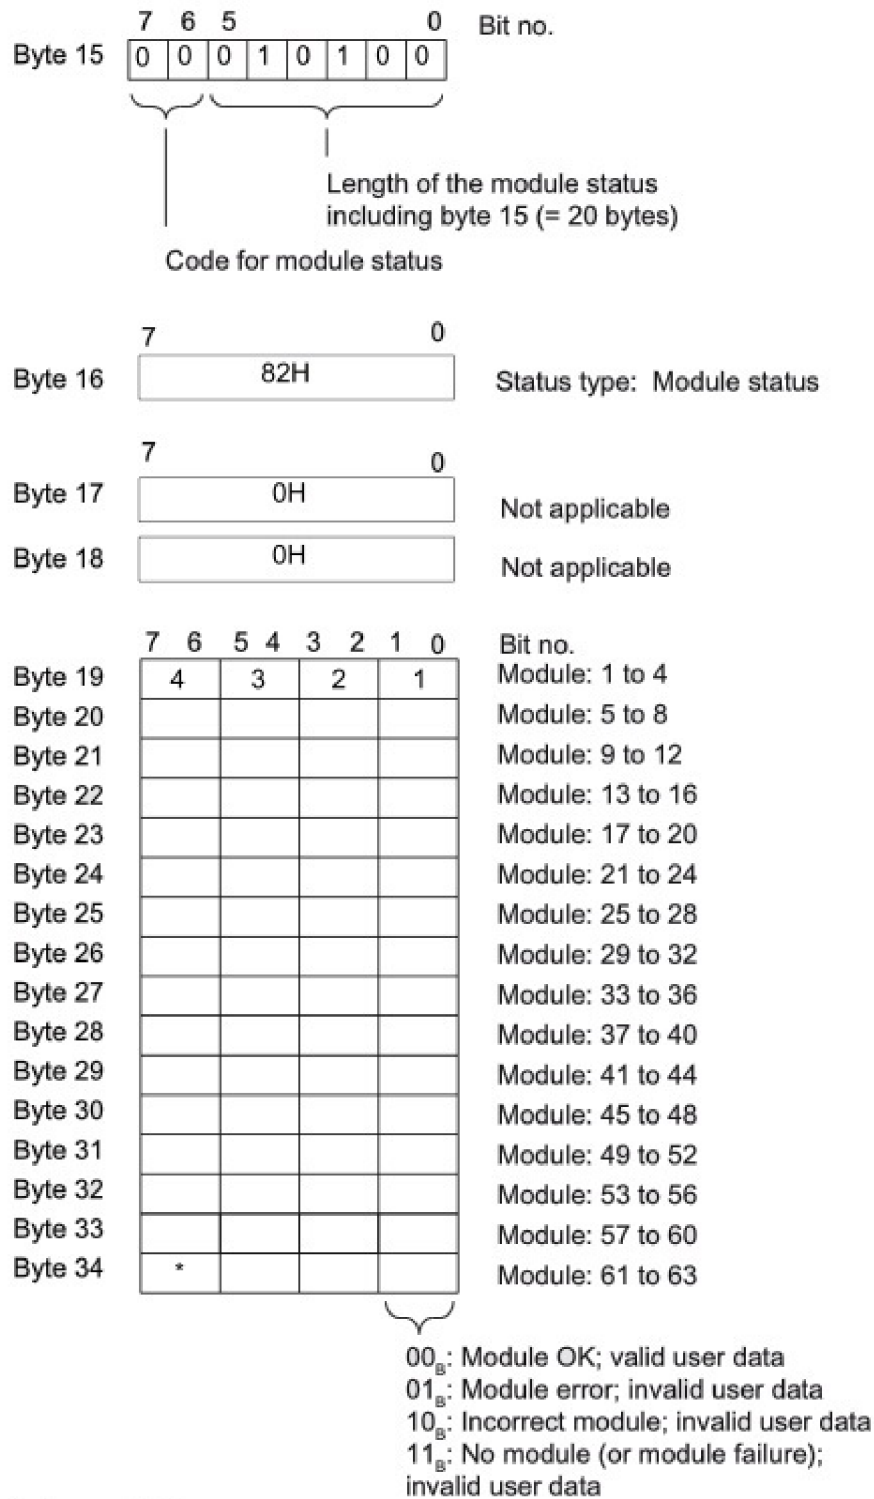 7 6 5 0 Bit no.
Byte 15 0 0 0 1 0 1 0 0
Length of the module status
including byte 15 (= 20 bytes)
Code for module status
7 0
Byte 16 82H Status type: Module status
7 0
Byte 17 0H Not applicable
Byte 18 0H Not applicable
7 6 5 4 3 2 1 0 Bit no.
Byte 19 4 3 2 1 Module: 1 to 4
Byte 20 Module: 5 to 8
Byte 21 Module: 9 to 12
Byte 22 Module: 13 to 16
Byte 23 Module: 17 to 20
Byte 24 Module: 21 to 24
Byte 25 Module: 25 to 28
Byte 26 Module: 29 to 32
Byte 27 Module: 33 to 36
Byte 28 Module: 37 to 40
Byte 29 Module: 41 to 44
Byte 30 Module: 45 to 48
Byte 31 Module: 49 to 52
Byte 32 Module: 53 to 56
Byte 33 Module: 57 to 60
Byte 34 * Module: 61 to 63
00B: Module OK; valid user data
01B: Module error; invalid user data
10B: Incorrect module; invalid user data
11B: No module (or module failure);
invalid user data